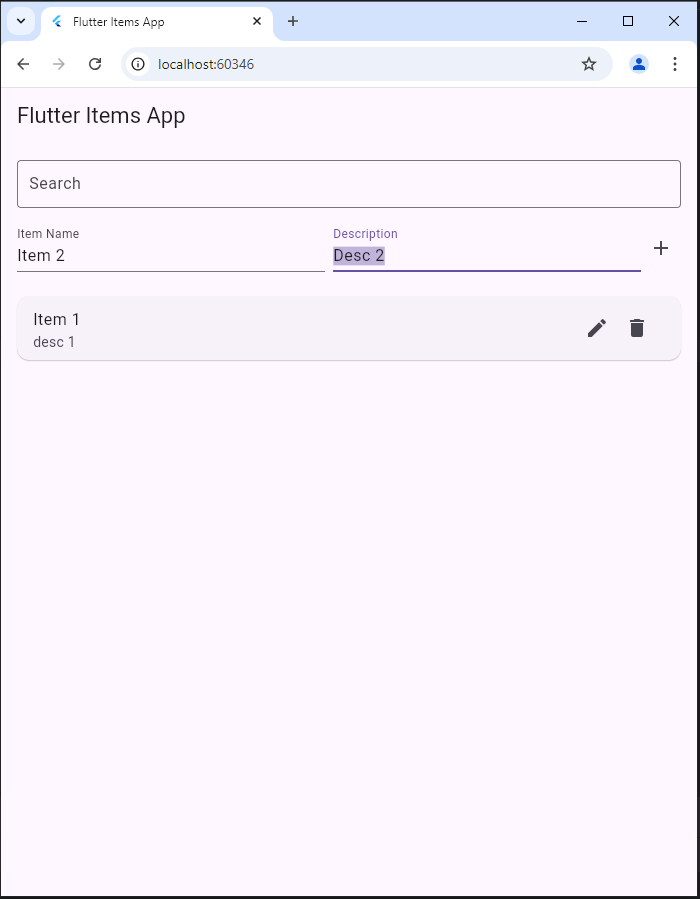 Flutter Items App
localhost:60346
Flutter Items App
Search
Item Name
Description
Item 2
Desc 2
Item 1
desc 1